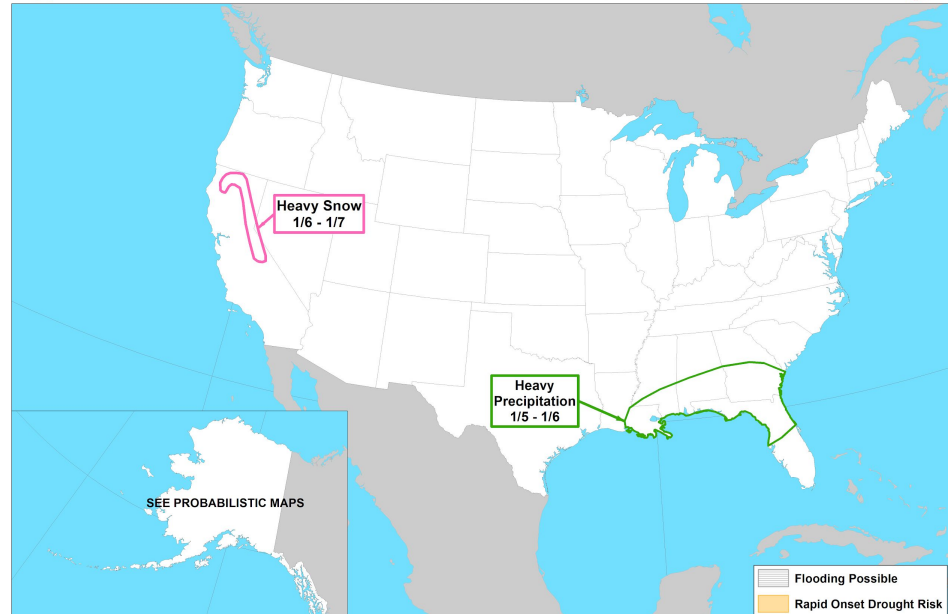 Heavy Snow
1/6 - 1/7
Heavy
Precipitation
1/5 - 1/6
SEE PROBABILISTIC MAPS
Flooding Possible
Rapid Onset Drought Risk